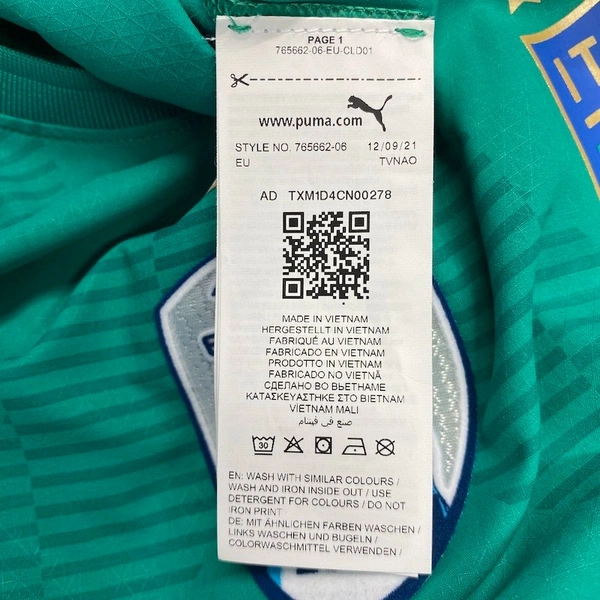 PAGE 1
765662-06-EU-CLD01
www.puma.com
STYLE NO. 765662-06 12/09/21
EU TVNAO
AD TXM1D4CN00278
MADE IN VIETNAM
HERGESTELLT IN VIETNAM
FABRIQUÉ AU VIETNAM
FABRICADO EN VIETNAM
PRODOTTO IN VIETNAM
FABRICADO NO VIETNÃ
СДЕЛАНО ВО ВЬЕТНАМЕ
ΚΑΤΑΣΚΕΥΑΣΤΗΚΕ ΣΤΟ ΒΙΕΤΝΑΜ
VİETNAM MALI
صنع في فيتنام
30
EN: WASH WITH SIMILAR COLOURS /
WASH AND IRON INSIDE OUT / USE
DETERGENT FOR COLOURS / DO NOT
IRON PRINT
DE: MIT ÄHNLICHEN FARBEN WASCHEN /
LINKS WASCHEN UND BUGELN /
COLORWASCHMITTEL VERWENDEN /
IT